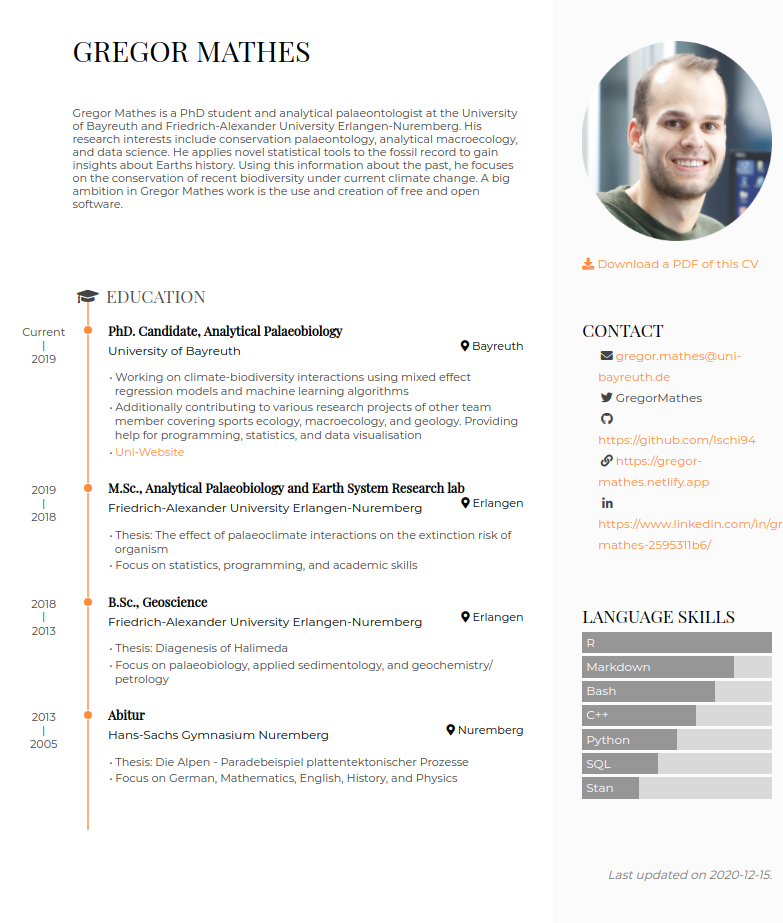 GREGOR MATHES
Gregor Mathes is a PhD student and analytical palaeontologist at the University
of Bayreuth and Friedrich-Alexander University Erlangen-Nuremberg. His
research interests include conservation palaeontology, analytical macroecology,
and data science. He applies novel statistical tools to the fossil record to gain
insights about Earths history. Using this information about the past, he focuses
on the conservation of recent biodiversity under current climate change. A big
ambition in Gregor Mathes work is the use and creation of free and open
software.
EDUCATION
Current
|
2019
PhD. Candidate, Analytical Palaeobiology
University of Bayreuth
Bayreuth
• Working on climate-biodiversity interactions using mixed effect
regression models and machine learning algorithms
• Additionally contributing to various research projects of other team
member covering sports ecology, macroecology, and geology. Providing
help for programming, statistics, and data visualisation
• Uni-Website
2019
|
2018
M.Sc., Analytical Palaeobiology and Earth System Research lab
Friedrich-Alexander University Erlangen-Nuremberg
Erlangen
• Thesis: The effect of palaeoclimate interactions on the extinction risk of
organism
• Focus on statistics, programming, and academic skills
2018
|
2013
B.Sc., Geoscience
Friedrich-Alexander University Erlangen-Nuremberg
Erlangen
• Thesis: Diagenesis of Halimeda
• Focus on palaeobiology, applied sedimentology, and geochemistry/
petrology
2013
|
2005
Abitur
Hans-Sachs Gymnasium Nuremberg
Nuremberg
• Thesis: Die Alpen - Paradebeispiel plattentektonischer Prozesse
• Focus on German, Mathematics, English, History, and Physics
Download a PDF of this CV
CONTACT
gregor.mathes@uni-
bayreuth.de
GregorMathes
https://github.com/Ischi94
https://gregor-
mathes.netlify.app
https://www.linkedin.com/in/gr
mathes-2595311b6/
LANGUAGE SKILLS
R
Markdown
Bash
C++
Python
SQL
Stan
Last updated on 2020-12-15.